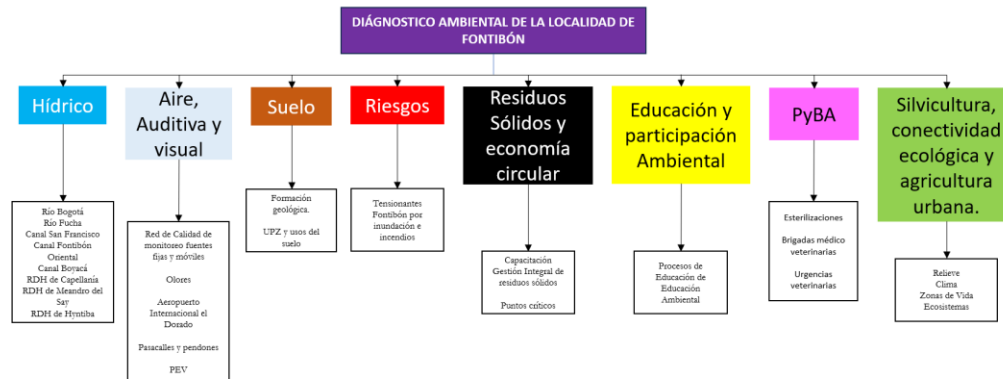 DIÁGNOSTICO AMBIENTAL DE LA LOCALIDAD DE
FONTIBÓN
Hídrico
Río Bogotá
Río Fucha
Canal San Francisco
Canal Fontibón
Oriental
Canal Boyacá
RDH de Capellanía
RDH de Meandro del
Say
RDH de Hyntiba
Aire,
Auditiva y
visual
Red de Calidad de
monitoreo fuentes
fijas y móviles
Olores
Aeropuerto
Internacional el
Dorado
Pasacalles y pendones
PEV
Suelo
Formación
geológica.
UPZ y usos del
suelo
Riesgos
Tensionantes
Fontibón por
inundación e
incendios
Residuos
Sólidos y
economía
circular
Capacitación
Gestión Integral de
residuos sólidos
Puntos críticos
Educación y
participación
Ambiental
Procesos de
Educación de
Educación
Ambiental
PyBA
Esterilizaciones
Brigadas médico
veterinarias
Urgencias
veterinarias
Silvicultura,
conectividad
ecológica y
agricultura
urbana.
Relieve
Clima
Zonas de Vida
Ecosistemas